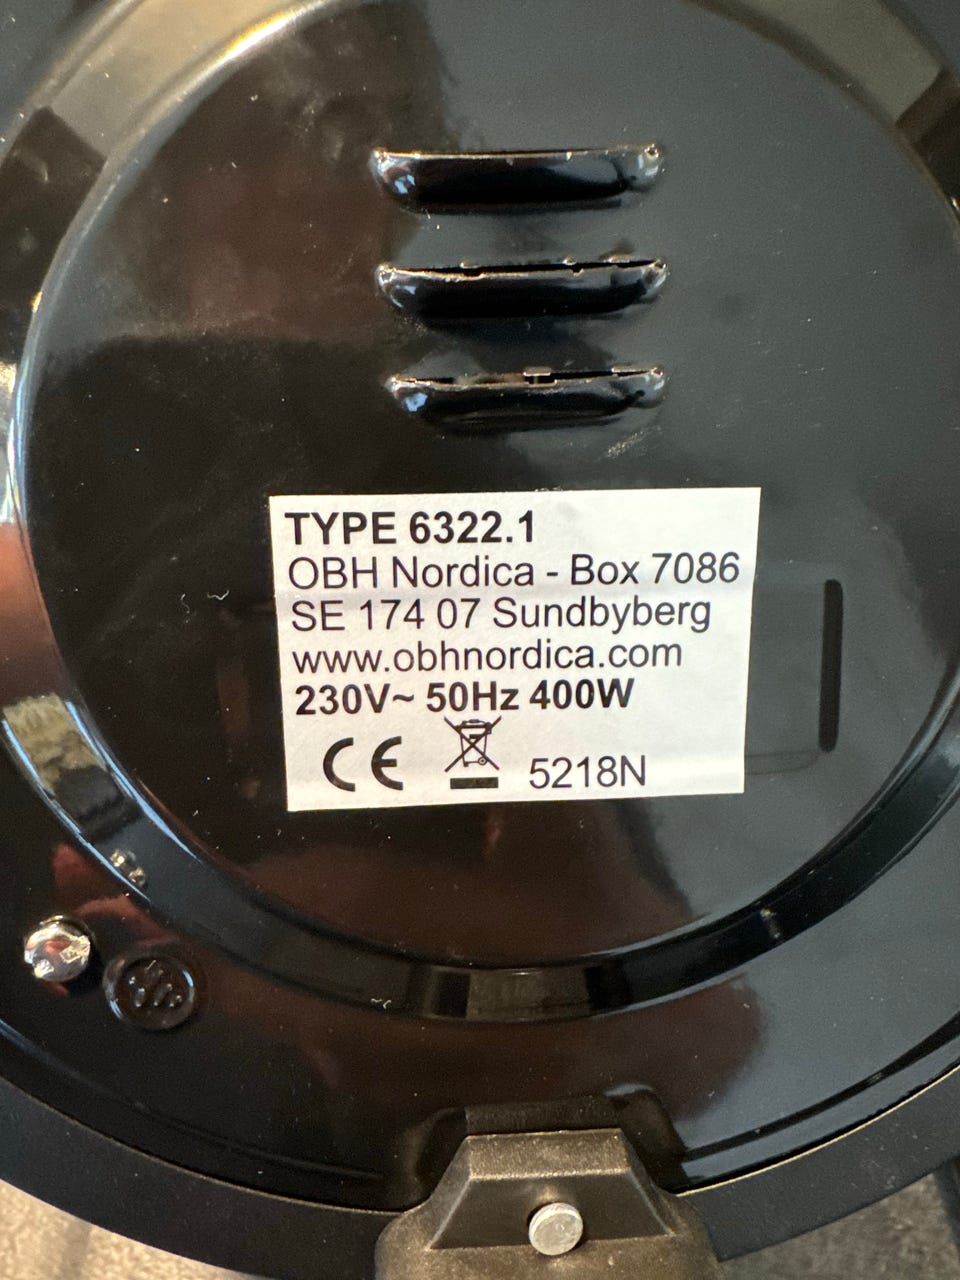 TYPE 6322.1
OBH Nordica - Box 7086
SE 174 07 Sundbyberg
www.obhnordica.com
230V~ 50Hz 400W
CE 5218N